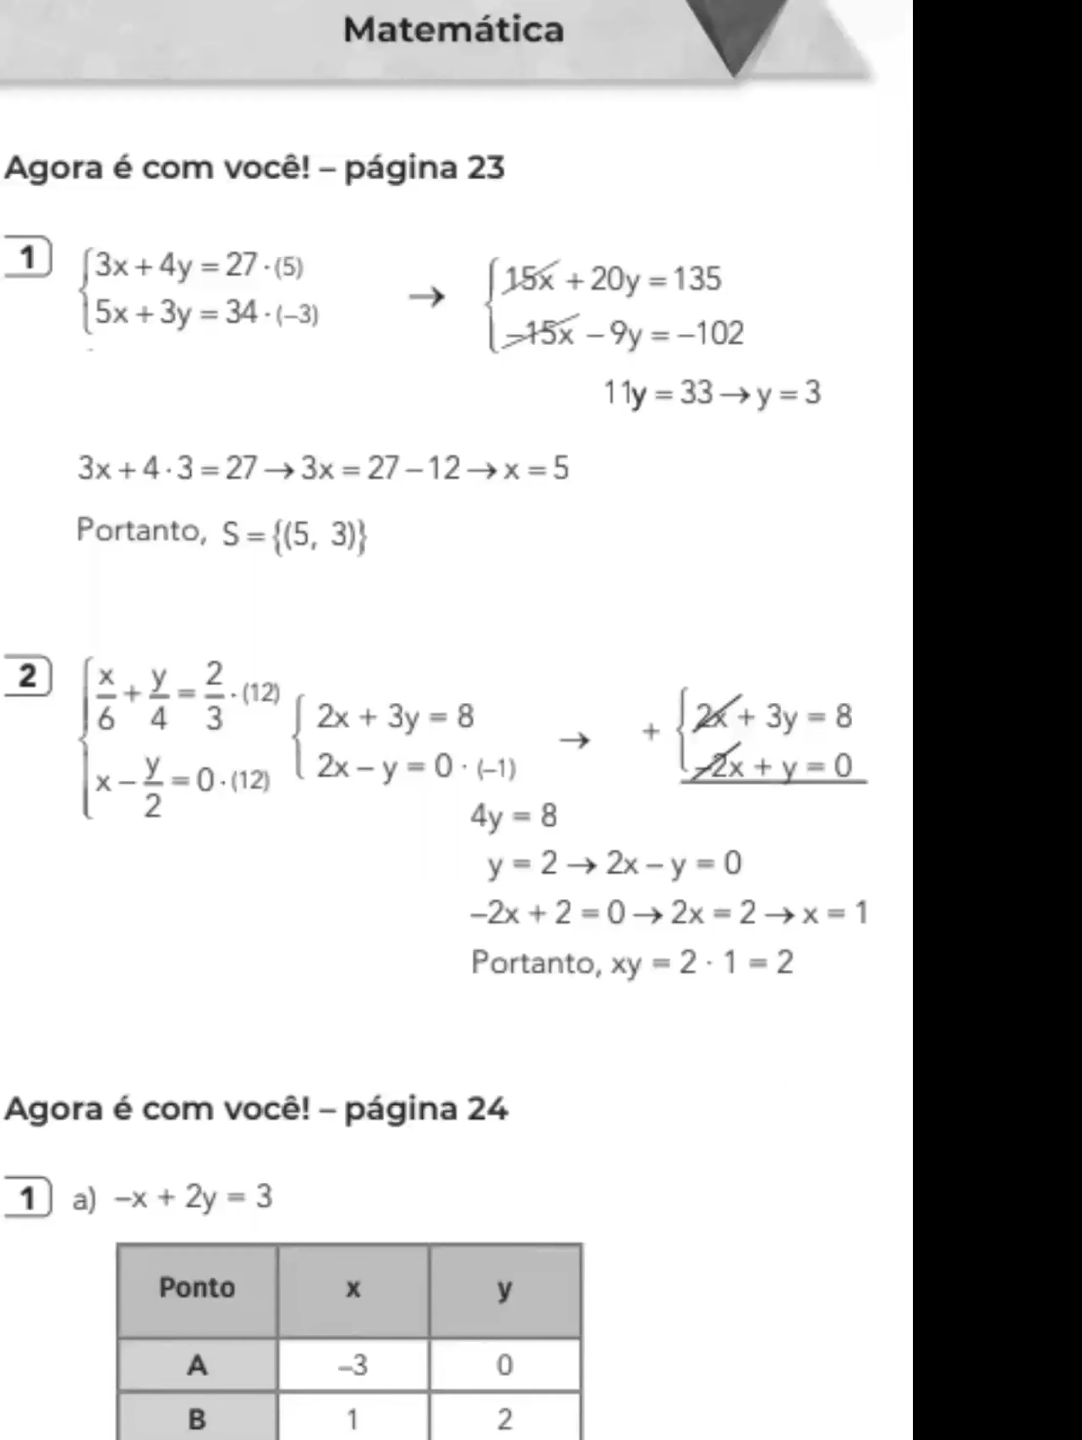 Matemática
Agora é com você! – página 23
1
3x + 4y = 27 · (5)
5x + 3y = 34 · (–3)
→
15x + 20y = 135
–15x – 9y = –102
11y = 33 → y = 3
3x + 4 · 3 = 27 → 3x = 27 – 12 → x = 5
Portanto, S = {(5, 3)}
2
x/6 + y/4 = 2/3 · (12)
x – y/2 = 0 · (12)
2x + 3y = 8
2x – y = 0 · (–1)
→
+
2x + 3y = 8
–2x + y = 0
4y = 8
y = 2 → 2x – y = 0
–2x + 2 = 0 → 2x = 2 → x = 1
Portanto, xy = 2 · 1 = 2
Agora é com você! – página 24
1 a) –x + 2y = 3
Ponto x y
A –3 0
B 1 2